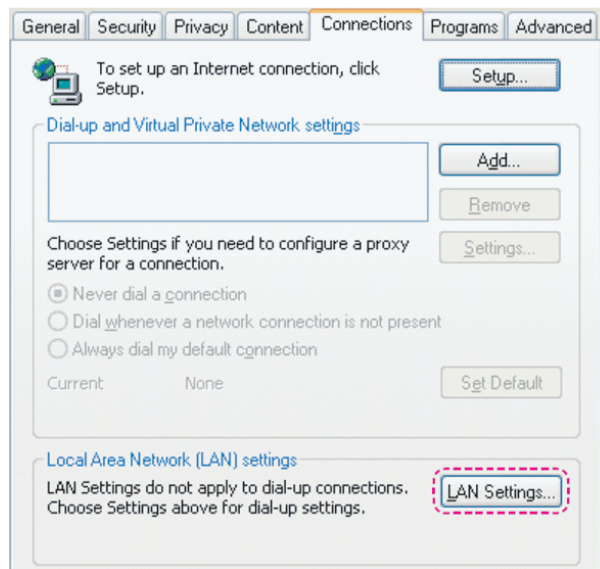 General Security Privacy Content Connections Programs Advanced
To set up an Internet connection, click
Setup.
Setup...
Dial-up and Virtual Private Network settings
Add...
Remove
Choose Settings if you need to configure a proxy
server for a connection.
Settings...
Never dial a connection
Dial whenever a network connection is not present
Always dial my default connection
Current None
Set Default
Local Area Network (LAN) settings
LAN Settings do not apply to dial-up connections.
Choose Settings above for dial-up settings.
LAN Settings...